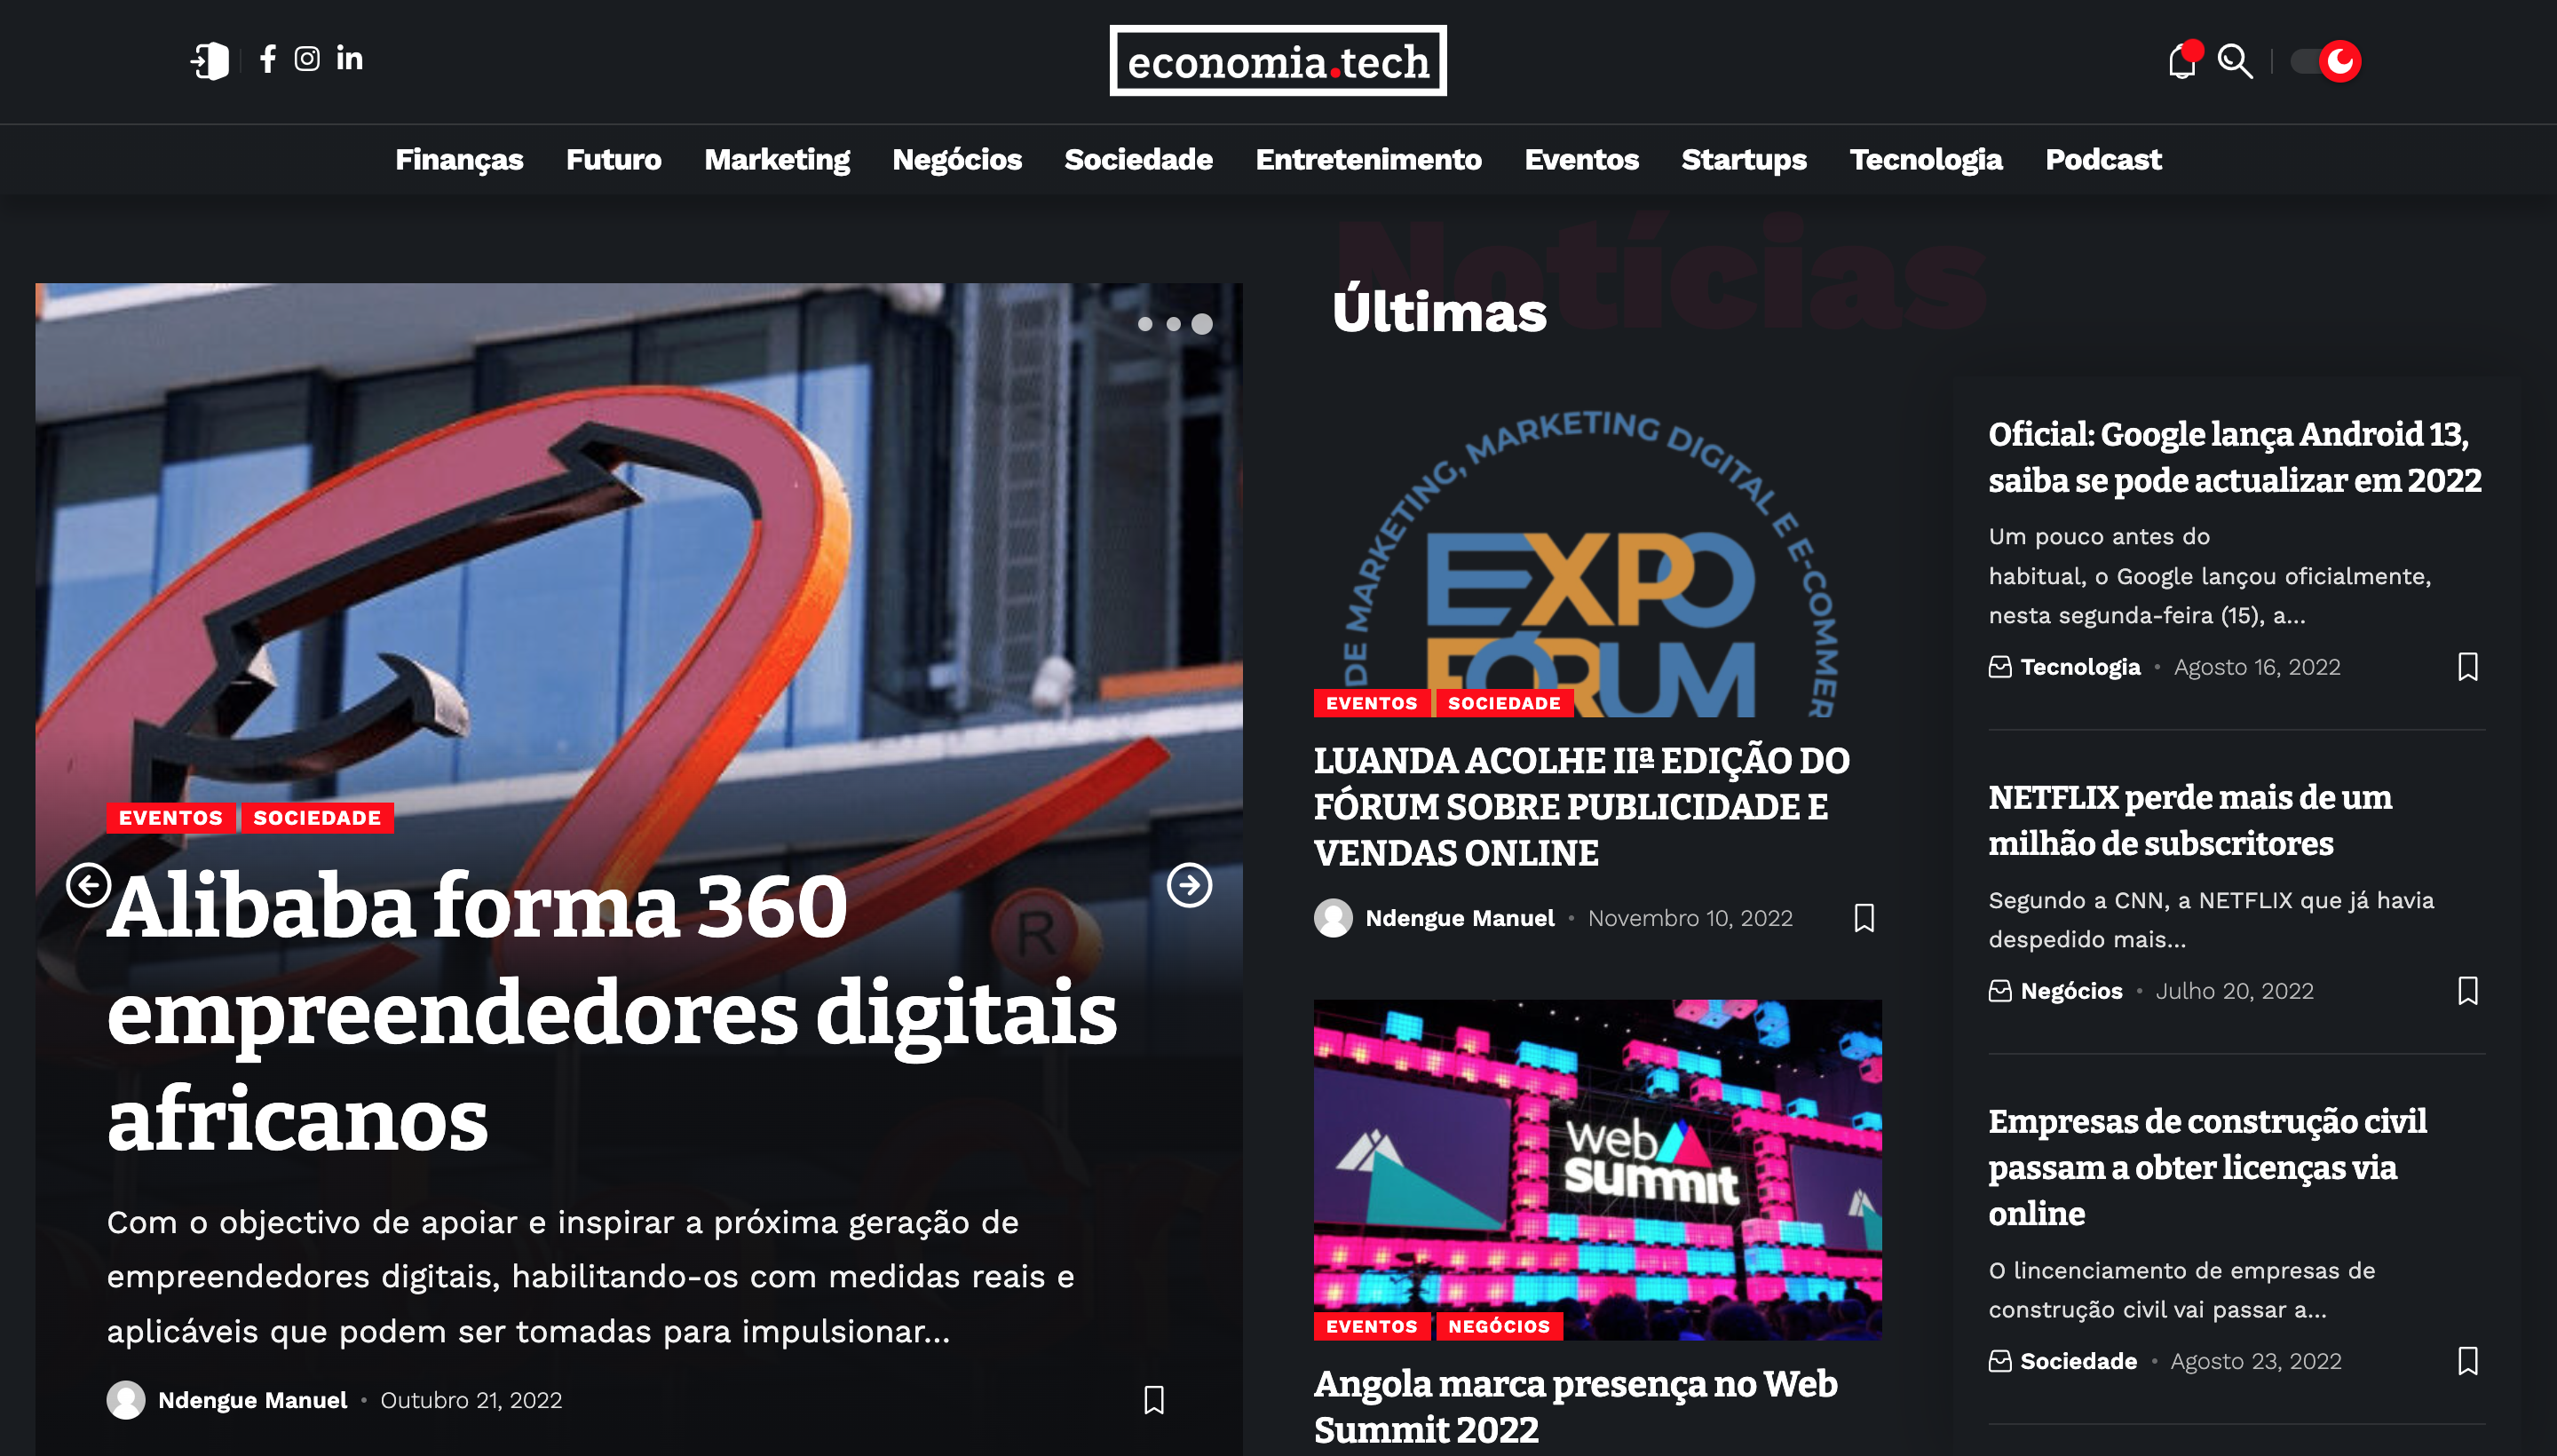 economia.tech
Finanças
Futuro
Marketing
Negócios
Sociedade
Entretenimento
Eventos
Startups
Tecnologia
Podcast
EVENTOS
SOCIEDADE
R
Alibaba forma 360
empreendedores digitais
africanos
Com o objectivo de apoiar e inspirar a próxima geração de
empreendedores digitais, habilitando-os com medidas reais e
aplicáveis que podem ser tomadas para impulsionar...
Ndengue Manuel • Outubro 21, 2022
Notícias
Últimas
DE MARKETING, MARKETING DIGITAL E E-COMMER
EXPO
FÓRUM
EVENTOS
SOCIEDADE
LUANDA ACOLHE IIª EDIÇÃO DO
FÓRUM SOBRE PUBLICIDADE E
VENDAS ONLINE
Ndengue Manuel • Novembro 10, 2022
web
summit
EVENTOS
NEGÓCIOS
Angola marca presença no Web
Summit 2022
Oficial: Google lança Android 13,
saiba se pode actualizar em 2022
Um pouco antes do
habitual, o Google lançou oficialmente,
nesta segunda-feira (15), a...
Tecnologia • Agosto 16, 2022
NETFLIX perde mais de um
milhão de subscritores
Segundo a CNN, a NETFLIX que já havia
despedido mais...
Negócios • Julho 20, 2022
Empresas de construção civil
passam a obter licenças via
online
O lincenciamento de empresas de
construção civil vai passar a...
Sociedade • Agosto 23, 2022